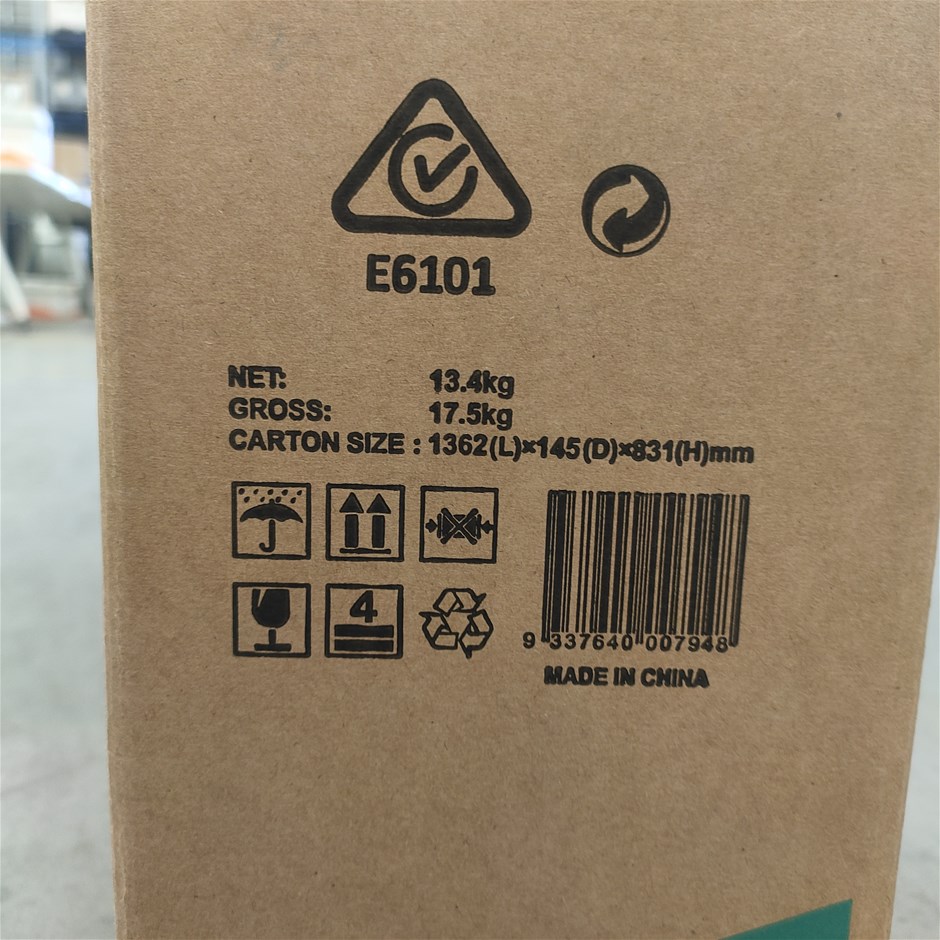 E6101
NET: 13.4kg
GROSS: 17.5kg
CARTON SIZE : 1362(L)×145(D)×831(H)mm
4
9 337640 007948
MADE IN CHINA